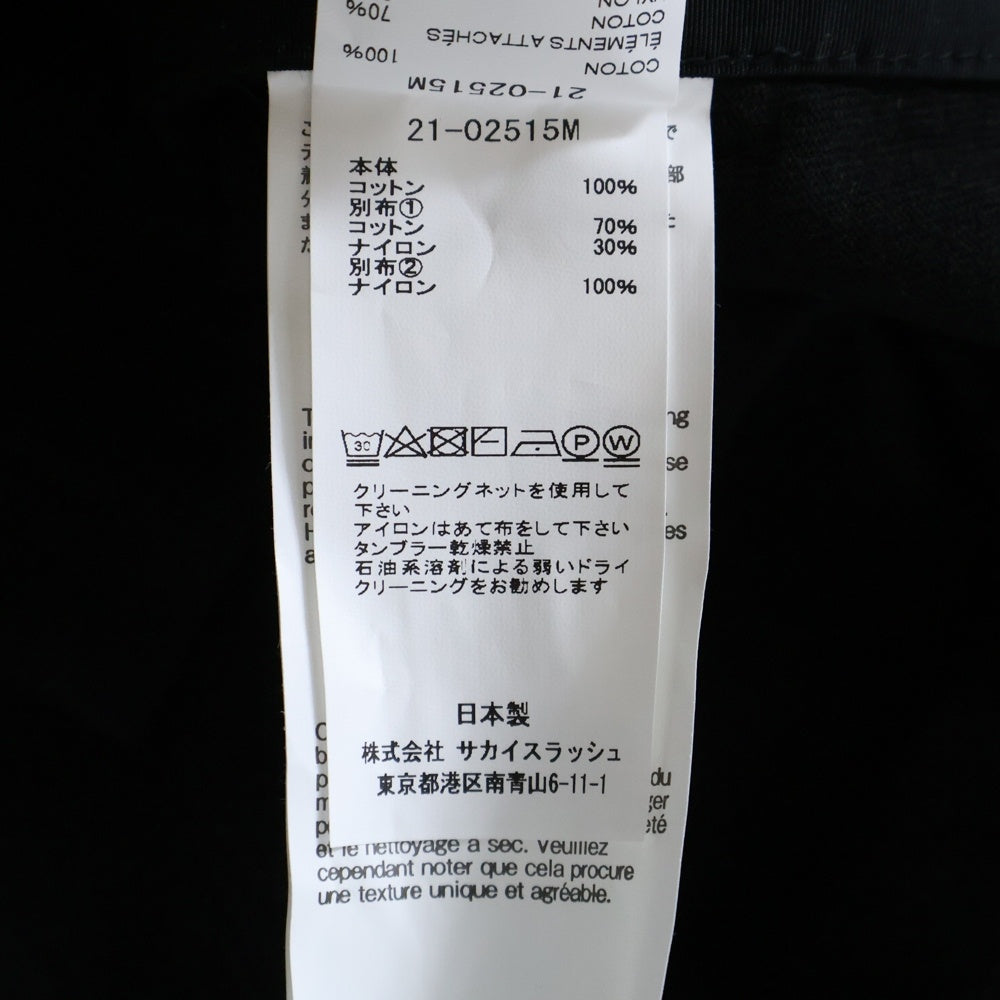 70%
NYLON
COTON
ÉLÉMENTS ATTACHÉS
100%
COTON
21-02515M
21-02515M
本体
コットン 100%
別布①
コットン 70%
ナイロン 30%
別布②
ナイロン 100%
30 P W
クリーニングネットを使用して
下さい
アイロンはあて布をして下さい
タンブラー乾燥禁止
石油系溶剤による弱いドライ
クリーニングをお勧めします
日本製
株式会社 サカイスラッシュ
東京都港区南青山6-11-1
et le nettoyage à sec. Veuillez
cependant noter que cela procure
une texture unique et agréable.